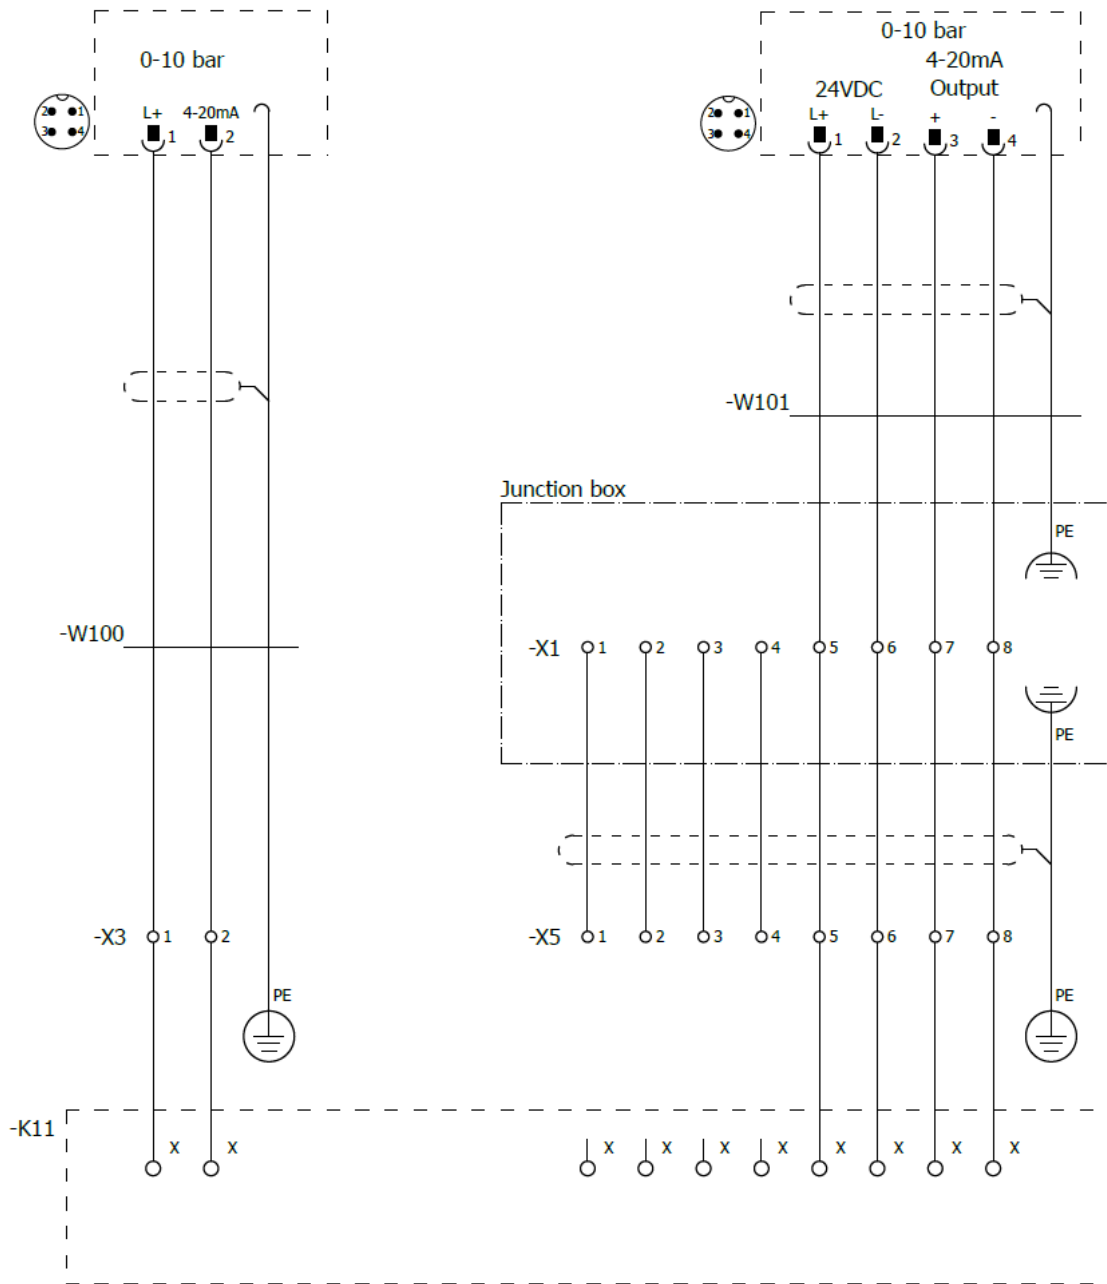 0-10 bar
L+ 4-20mA
2 1
3 4
1 2
0-10 bar
4-20mA
24VDC Output
L+ L- + -
2 1
3 4
1 2 3 4
-W101
Junction box
PE
-W100
-X1 1 2 3 4 5 6 7 8
PE
-X3 1 2
-X5 1 2 3 4 5 6 7 8
PE
PE
-K11
X X
X X X X X X X X